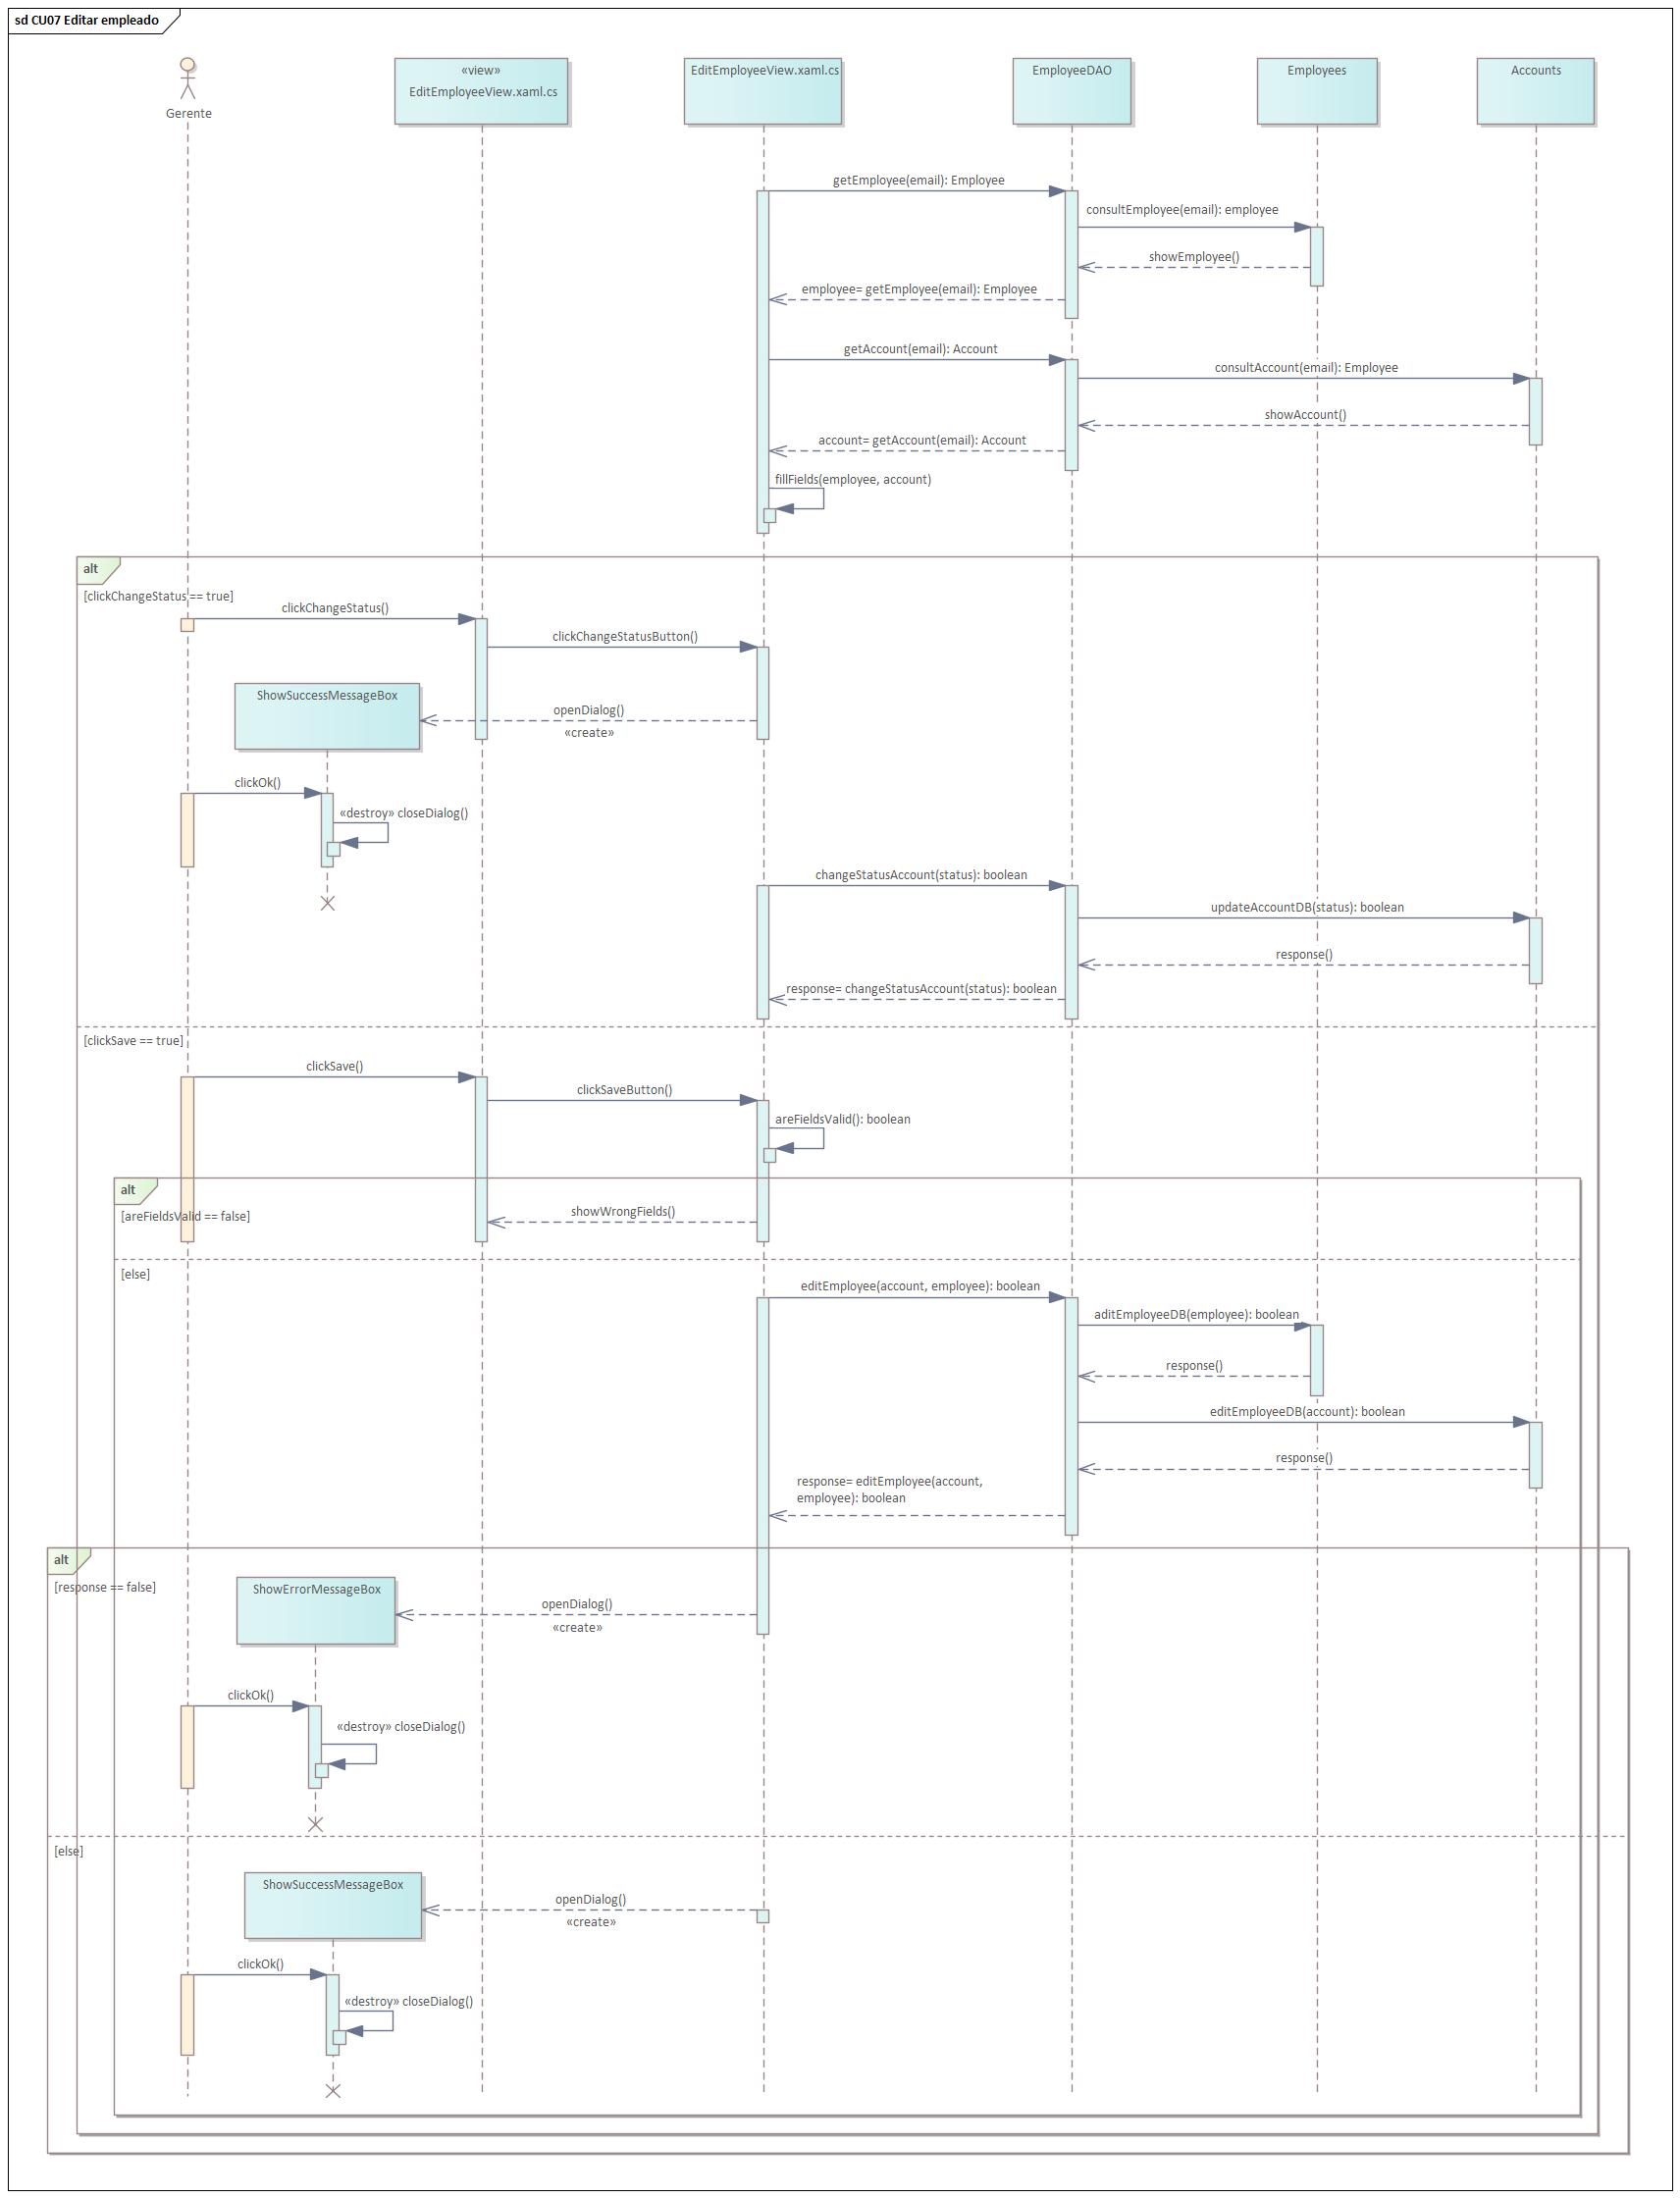 sd CU07 Editar empleado
Gerente
«view»
EditEmployeeView.xaml.cs
EditEmployeeView.xaml.cs
EmployeeDAO
Employees
Accounts
getEmployee(email): Employee
consultEmployee(email): employee
showEmployee()
employee= getEmployee(email): Employee
getAccount(email): Account
consultAccount(email): Employee
showAccount()
account= getAccount(email): Account
fillFields(employee, account)
alt
[clickChangeStatus == true]
clickChangeStatus()
clickChangeStatusButton()
ShowSuccessMessageBox
openDialog()
«create»
clickOk()
«destroy» closeDialog()
changeStatusAccount(status): boolean
updateAccountDB(status): boolean
response()
response= changeStatusAccount(status): boolean
[clickSave == true]
clickSave()
clickSaveButton()
areFieldsValid(): boolean
alt
[areFieldsValid == false]
showWrongFields()
[else]
editEmployee(account, employee): boolean
aditEmployeeDB(employee): boolean
response()
editEmployeeDB(account): boolean
response()
response= editEmployee(account,
employee): boolean
alt
[response == false]
ShowErrorMessageBox
openDialog()
«create»
clickOk()
«destroy» closeDialog()
[else]
ShowSuccessMessageBox
openDialog()
«create»
clickOk()
«destroy» closeDialog()